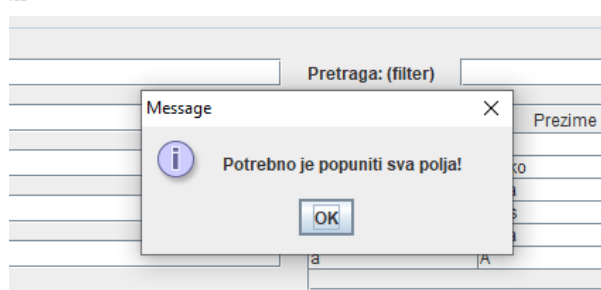 Pretraga: (filter)
Message
Prezime
Potrebno je popuniti sva polja!
OK
a A